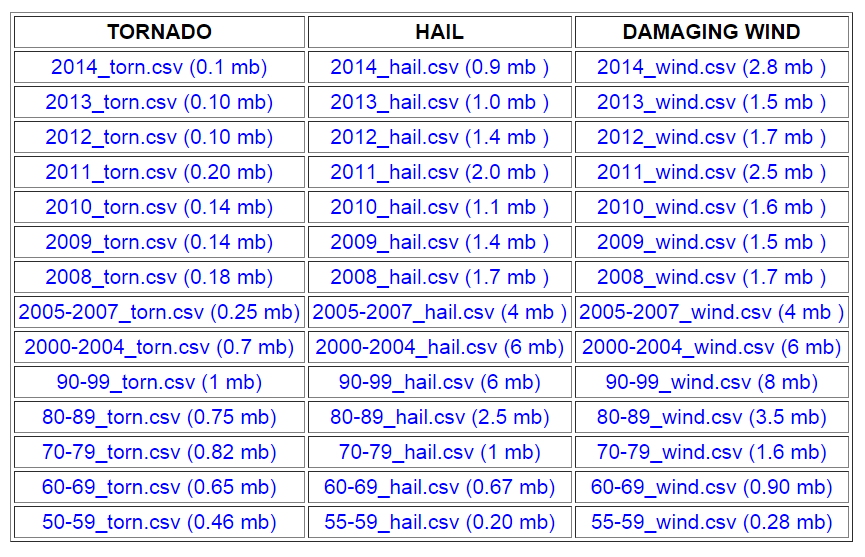 TORNADO HAIL DAMAGING WIND
2014_torn.csv (0.1 mb) 2014_hail.csv (0.9 mb ) 2014_wind.csv (2.8 mb )
2013_torn.csv (0.10 mb) 2013_hail.csv (1.0 mb ) 2013_wind.csv (1.5 mb )
2012_torn.csv (0.10 mb) 2012_hail.csv (1.4 mb ) 2012_wind.csv (1.7 mb )
2011_torn.csv (0.20 mb) 2011_hail.csv (2.0 mb ) 2011_wind.csv (2.5 mb )
2010_torn.csv (0.14 mb) 2010_hail.csv (1.1 mb ) 2010_wind.csv (1.6 mb )
2009_torn.csv (0.14 mb) 2009_hail.csv (1.4 mb ) 2009_wind.csv (1.5 mb )
2008_torn.csv (0.18 mb) 2008_hail.csv (1.7 mb ) 2008_wind.csv (1.7 mb )
2005-2007_torn.csv (0.25 mb) 2005-2007_hail.csv (4 mb ) 2005-2007_wind.csv (4 mb )
2000-2004_torn.csv (0.7 mb) 2000-2004_hail.csv (6 mb) 2000-2004_wind.csv (6 mb)
90-99_torn.csv (1 mb) 90-99_hail.csv (6 mb) 90-99_wind.csv (8 mb)
80-89_torn.csv (0.75 mb) 80-89_hail.csv (2.5 mb) 80-89_wind.csv (3.5 mb)
70-79_torn.csv (0.82 mb) 70-79_hail.csv (1 mb) 70-79_wind.csv (1.6 mb)
60-69_torn.csv (0.65 mb) 60-69_hail.csv (0.67 mb) 60-69_wind.csv (0.90 mb)
50-59_torn.csv (0.46 mb) 55-59_hail.csv (0.20 mb) 55-59_wind.csv (0.28 mb)